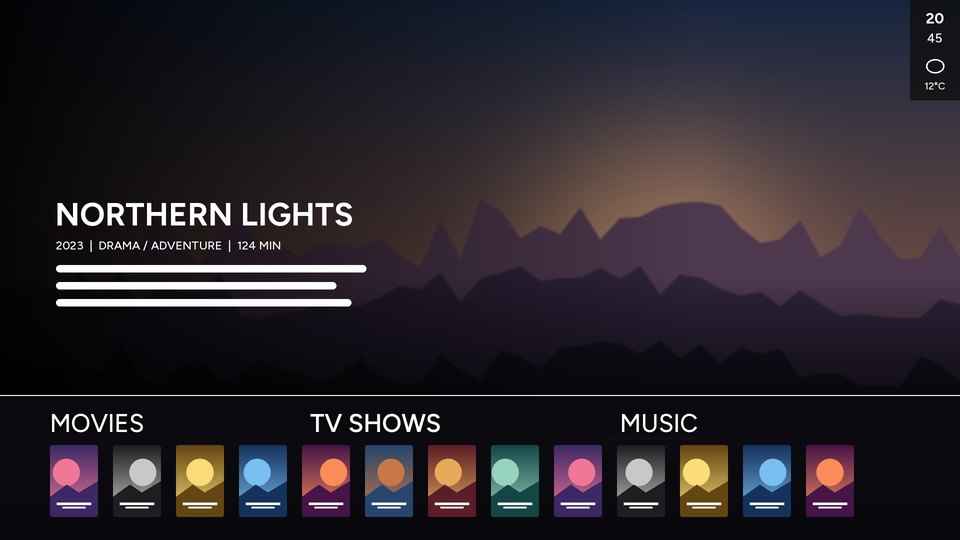 20
45
12°C
NORTHERN LIGHTS
2023 | DRAMA / ADVENTURE | 124 MIN
MOVIES
TV SHOWS
MUSIC